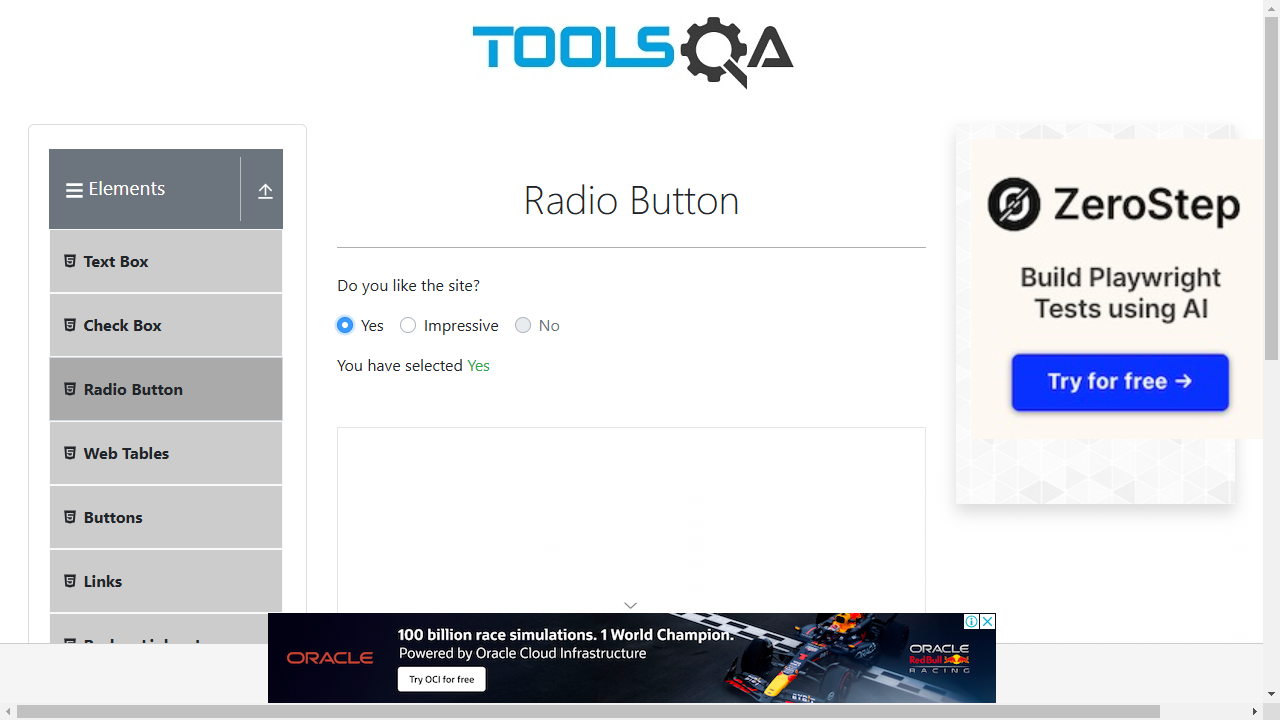 TOOLSQA
Elements
Text Box
Check Box
Radio Button
Web Tables
Buttons
Links
Radio Button
Do you like the site?
Yes Impressive No
You have selected Yes
ZeroStep
Build Playwright
Tests using AI
Try for free →
ORACLE
100 billion race simulations. 1 World Champion.
Powered by Oracle Cloud Infrastructure
Try OCI for free
ORACLE
Red Bull
RACING